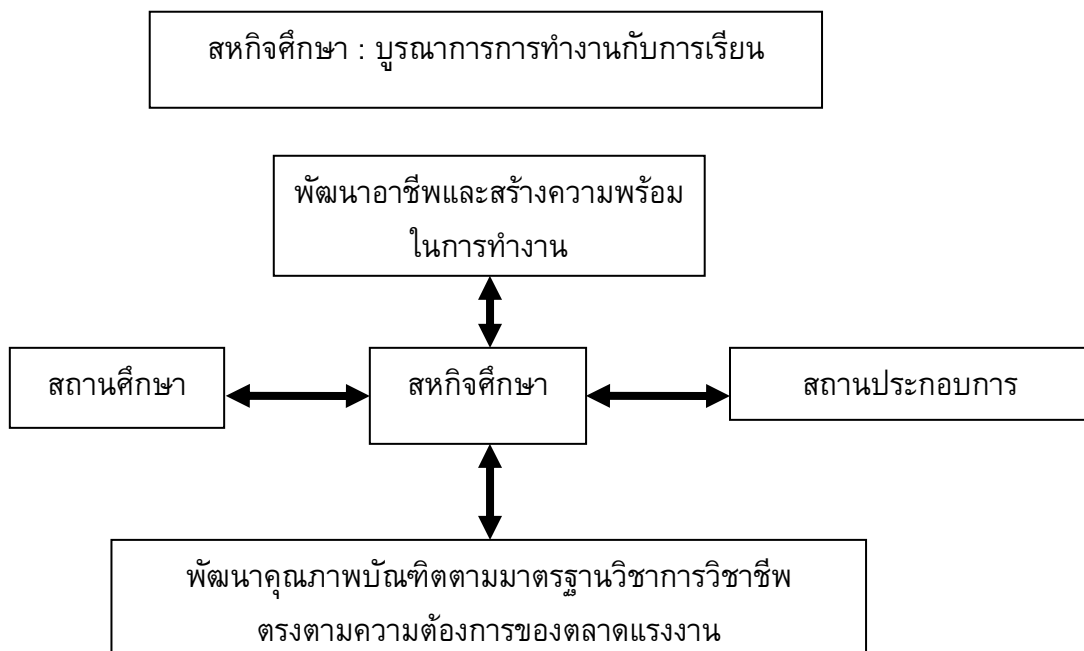 สหกิจศึกษา : บูรณาการการทำงานกับการเรียน
พัฒนาอาชีพและสร้างความพร้อม
ในการทำงาน
สถานศึกษา
สหกิจศึกษา
สถานประกอบการ
พัฒนาคุณภาพบัณฑิตตามมาตรฐานวิชาการวิชาชีพ
ตรงตามความต้องการของตลาดแรงงาน